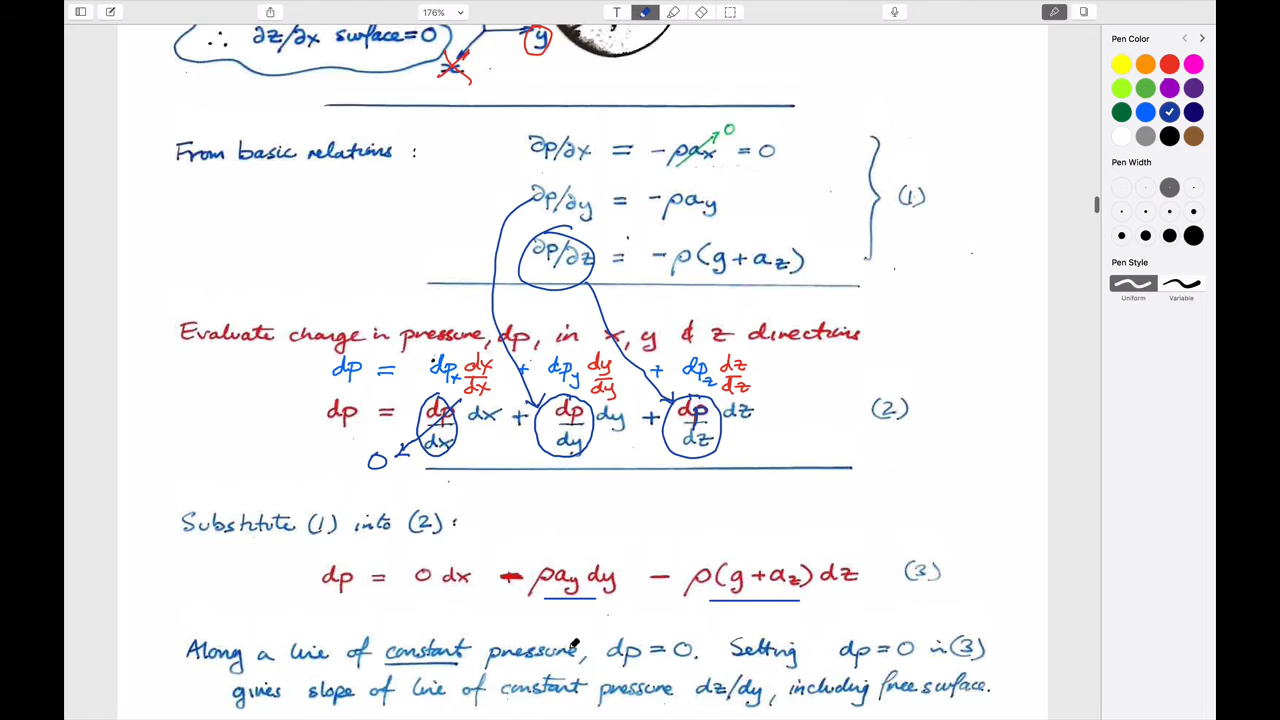 176%
∴ ∂z/∂x surface=0
y
x
From basic relations : ∂p/∂x = -ρax = 0
0
∂p/∂y = -ρay
(1)
∂p/∂z = -ρ(g+az)
Evaluate change in pressure, dp, in x, y & z directions
dp = dpx dx/dx + dpy dy/dy + dpz dz/dz
dp = dp/dx dx + dp/dy dy + dp/dz dz (2)
0
Substitute (1) into (2):
dp = 0 dx - ρay dy - ρ(g+az) dz (3)
Along a line of constant pressure, dp=0. Setting dp=0 in (3)
gives slope of line of constant pressure dz/dy, including free surface.
Pen Color
Pen Width
Pen Style
Uniform Variable